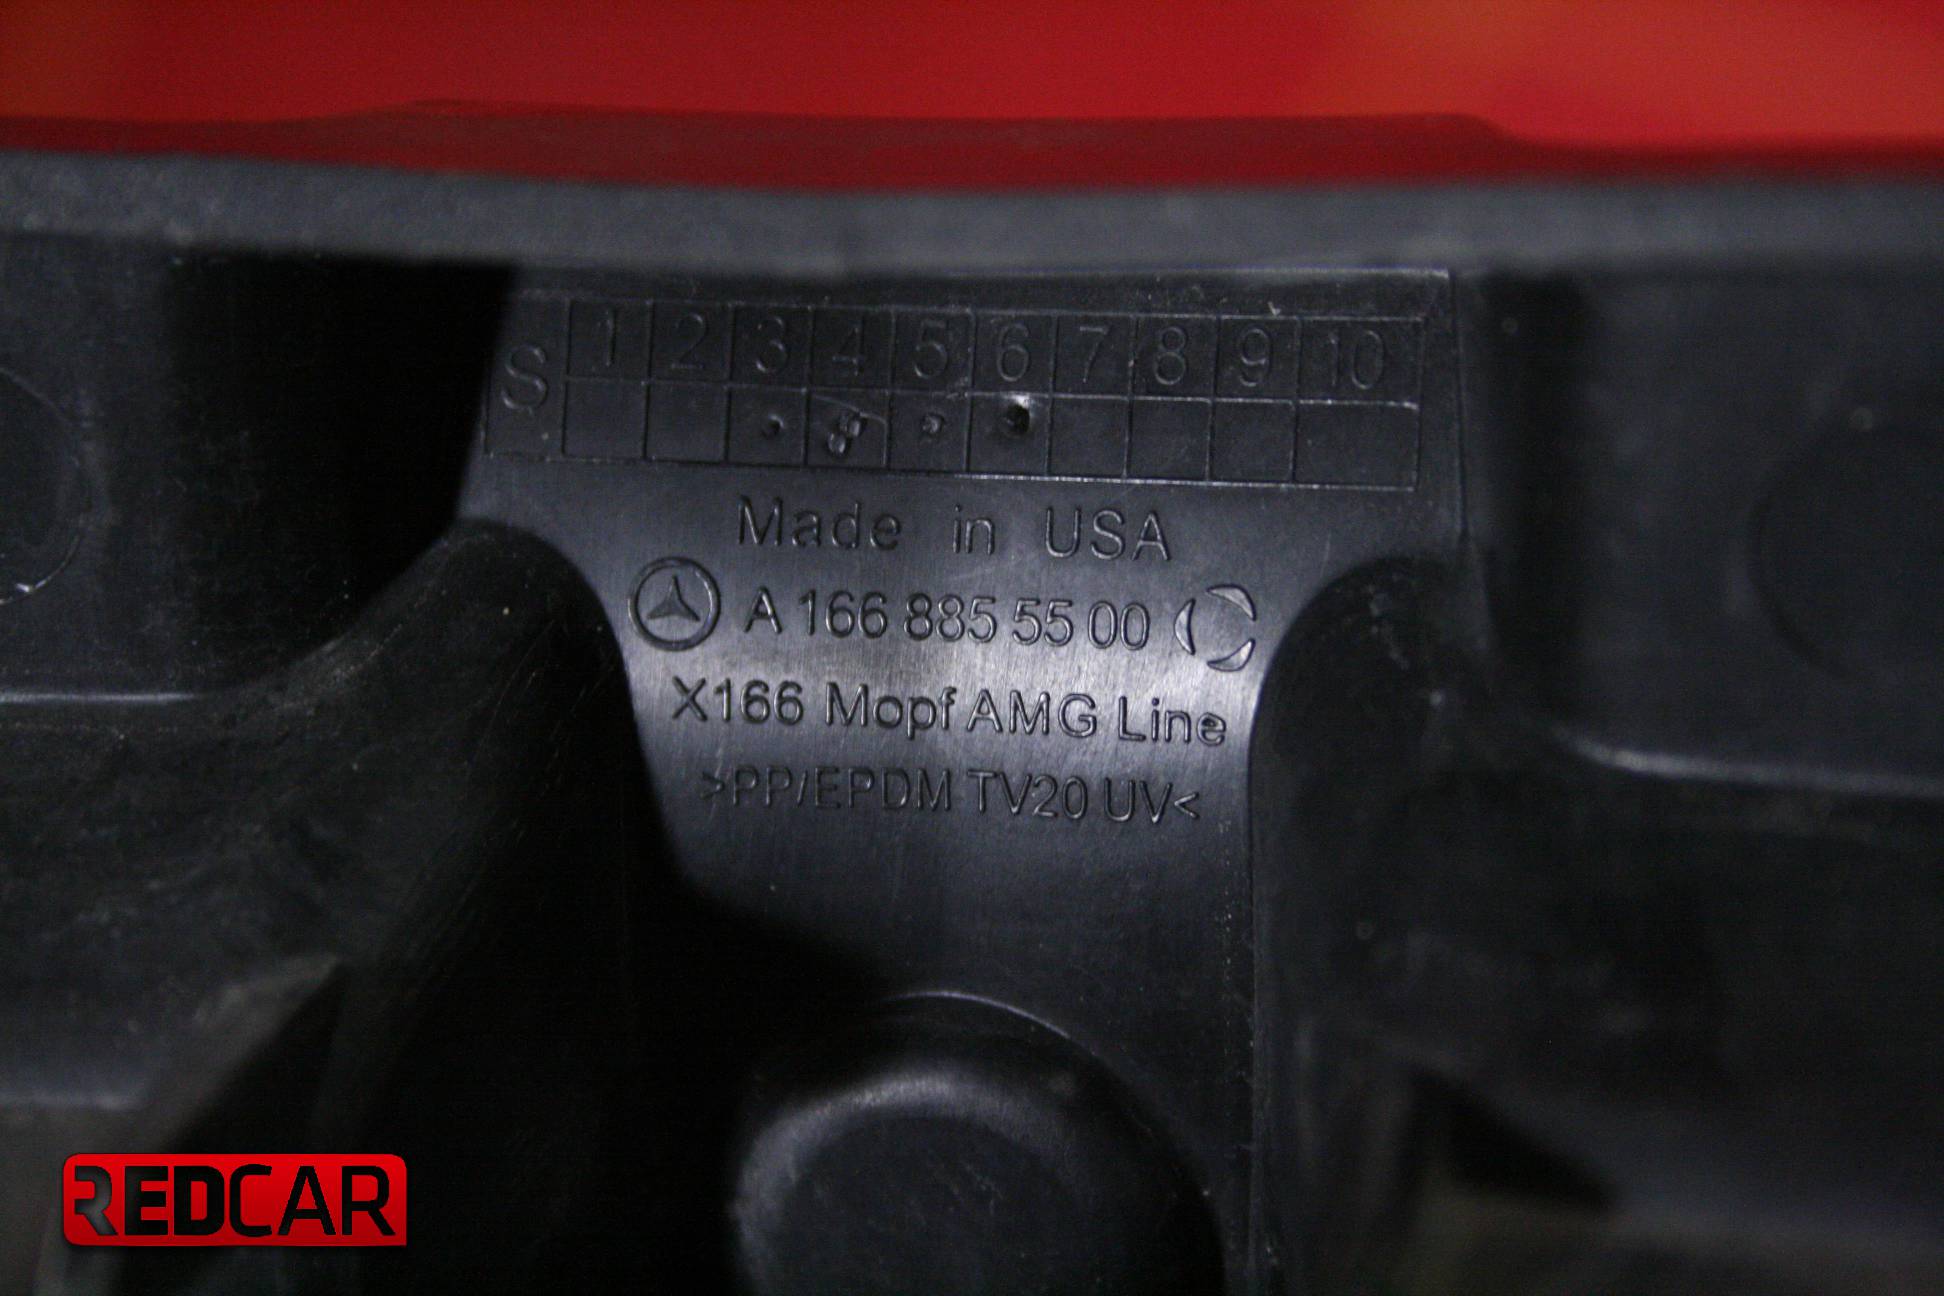 S 1 2 3 4 5 6 7 8 9 10
Made in USA
A 166 885 55 00
X166 Mopf AMG Line
>PP/EPDM TV20 UV<
REDCAR